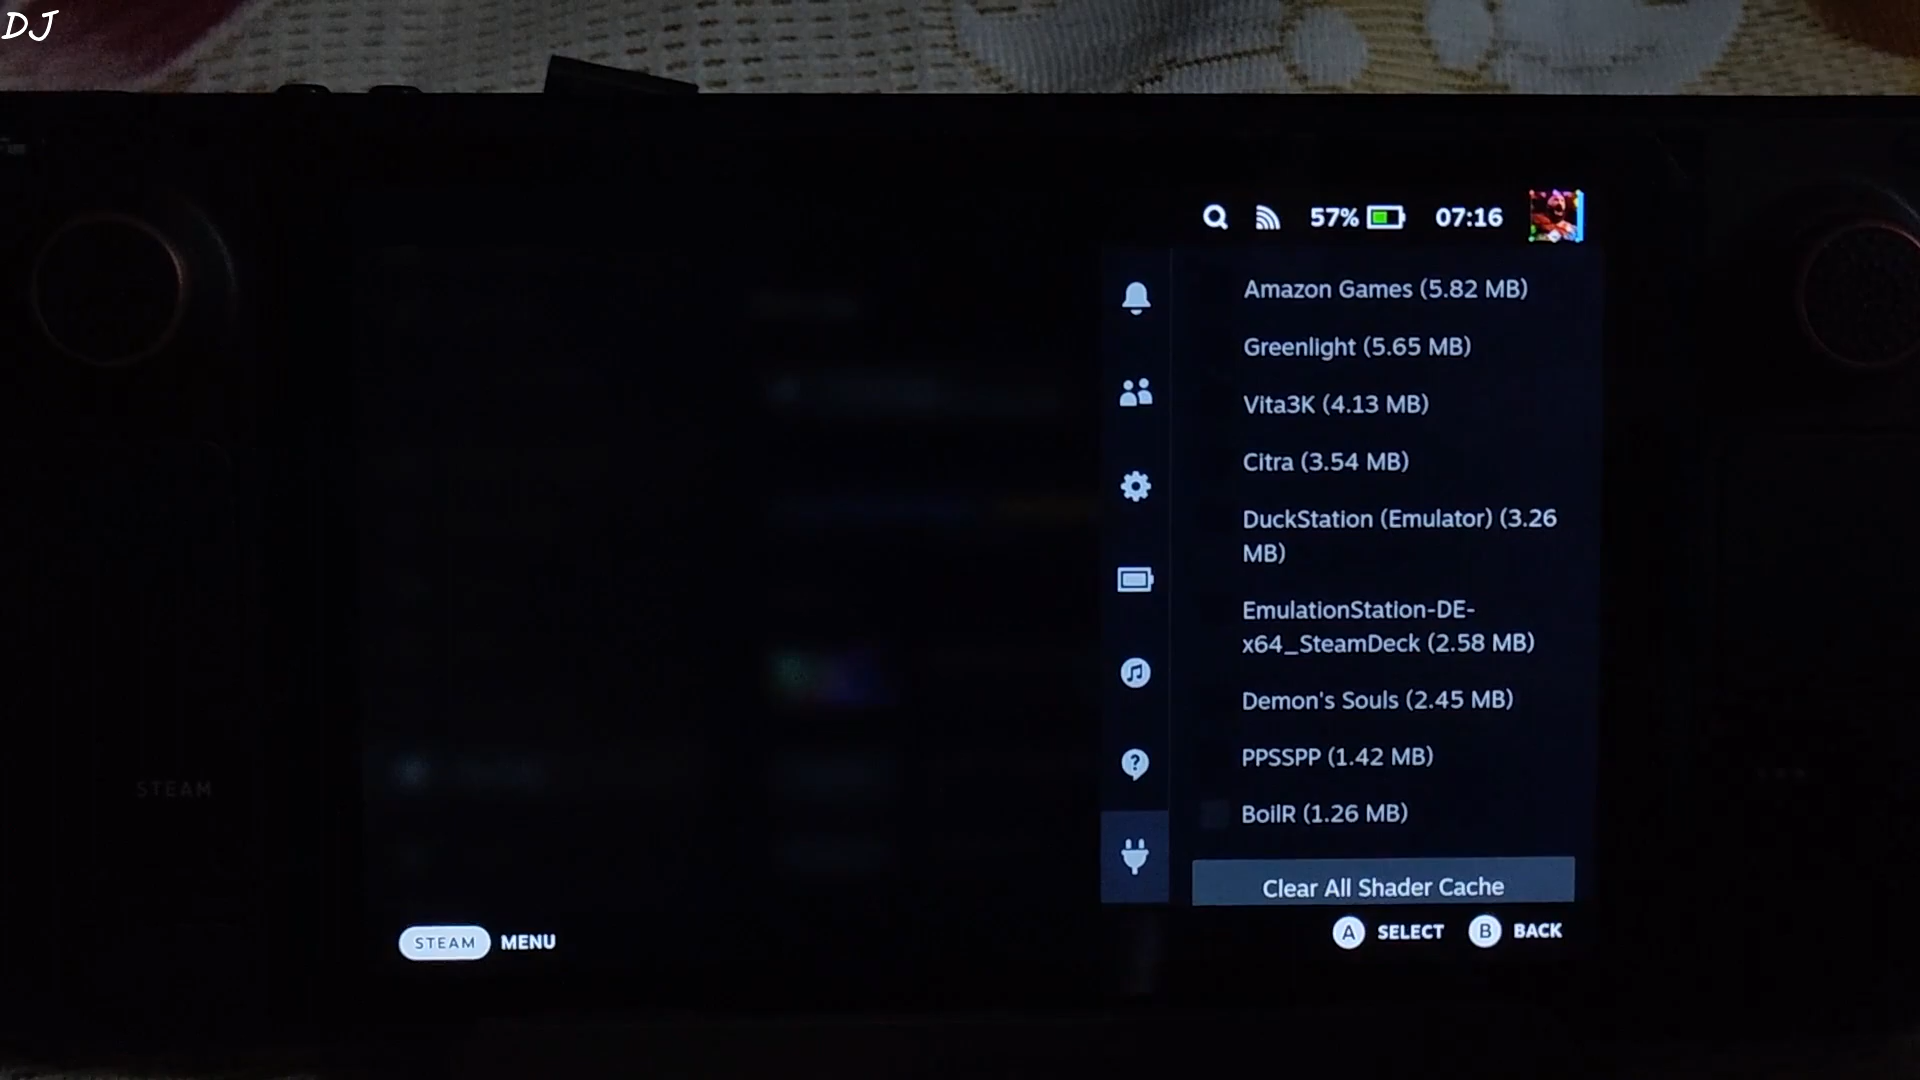 DJ
57% 07:16
Amazon Games (5.82 MB)
Greenlight (5.65 MB)
Vita3K (4.13 MB)
Citra (3.54 MB)
DuckStation (Emulator) (3.26
MB)
EmulationStation-DE-
x64_SteamDeck (2.58 MB)
Demon's Souls (2.45 MB)
PPSSPP (1.42 MB)
BoilR (1.26 MB)
Clear All Shader Cache
STEAM
STEAM MENU
A SELECT B BACK